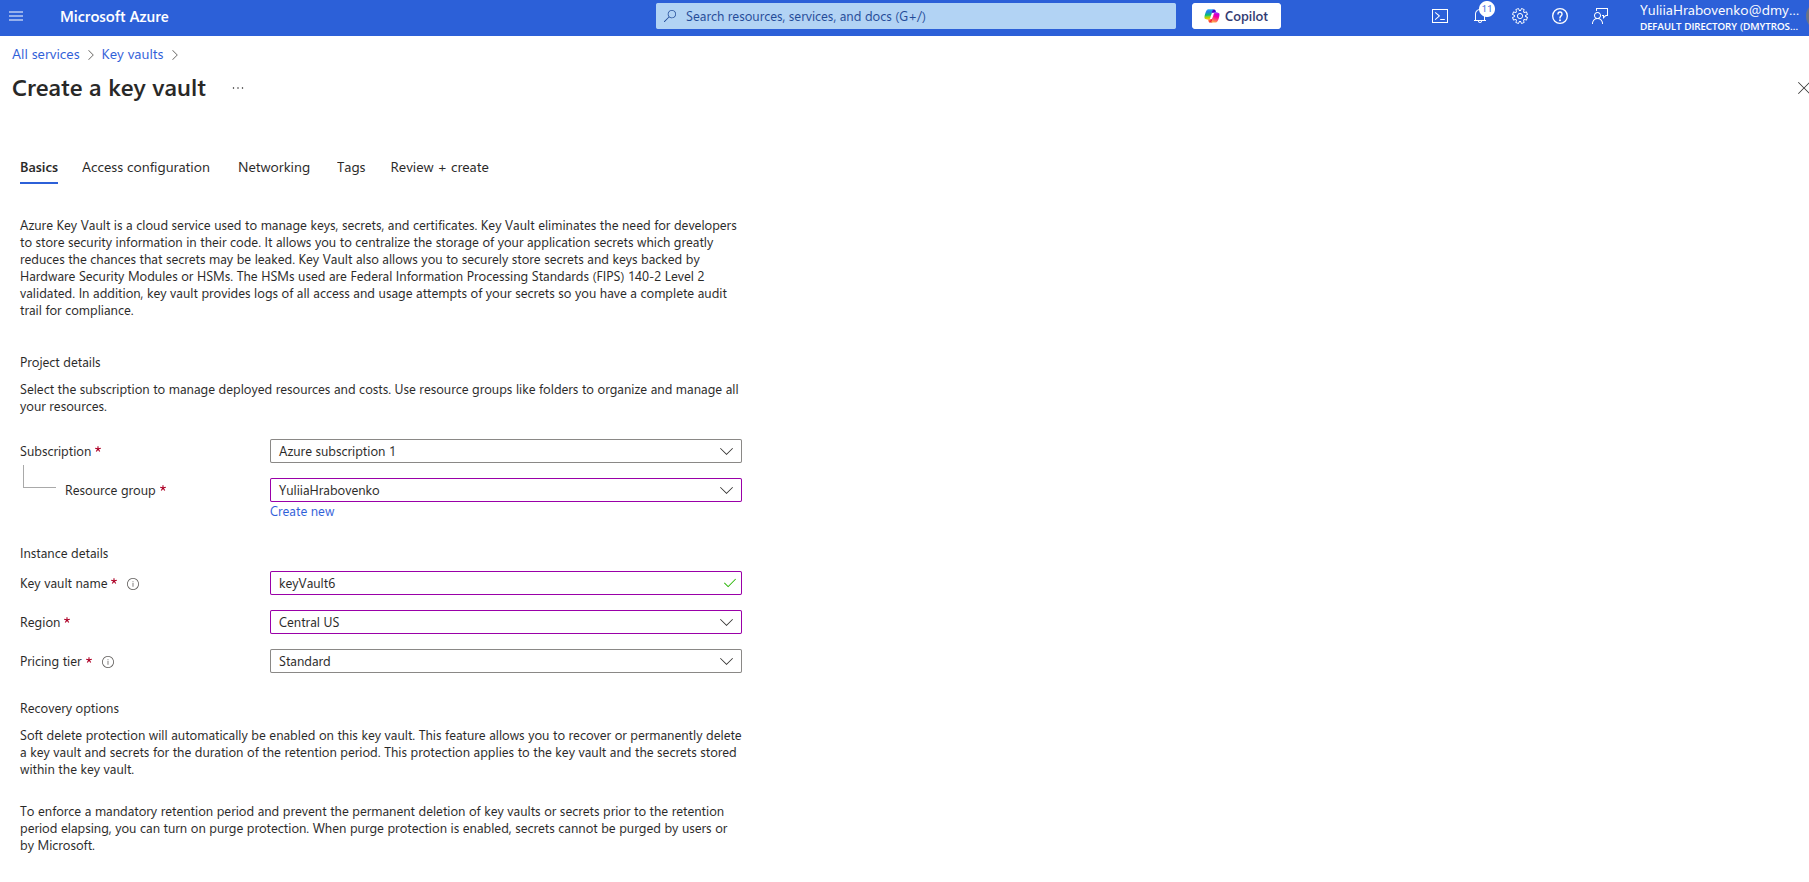 Microsoft Azure
Search resources, services, and docs (G+/)
Copilot
11
YuliiaHrabovenko@dmy...
DEFAULT DIRECTORY (DMYTROS...
All services > Key vaults >
Create a key vault ...
Basics Access configuration Networking Tags Review + create
Azure Key Vault is a cloud service used to manage keys, secrets, and certificates. Key Vault eliminates the need for developers
to store security information in their code. It allows you to centralize the storage of your application secrets which greatly
reduces the chances that secrets may be leaked. Key Vault also allows you to securely store secrets and keys backed by
Hardware Security Modules or HSMs. The HSMs used are Federal Information Processing Standards (FIPS) 140-2 Level 2
validated. In addition, key vault provides logs of all access and usage attempts of your secrets so you have a complete audit
trail for compliance.
Project details
Select the subscription to manage deployed resources and costs. Use resource groups like folders to organize and manage all
your resources.
Subscription * Azure subscription 1
Resource group * YuliiaHrabovenko
Create new
Instance details
Key vault name * keyVault6
Region * Central US
Pricing tier * Standard
Recovery options
Soft delete protection will automatically be enabled on this key vault. This feature allows you to recover or permanently delete
a key vault and secrets for the duration of the retention period. This protection applies to the key vault and the secrets stored
within the key vault.
To enforce a mandatory retention period and prevent the permanent deletion of key vaults or secrets prior to the retention
period elapsing, you can turn on purge protection. When purge protection is enabled, secrets cannot be purged by users or
by Microsoft.